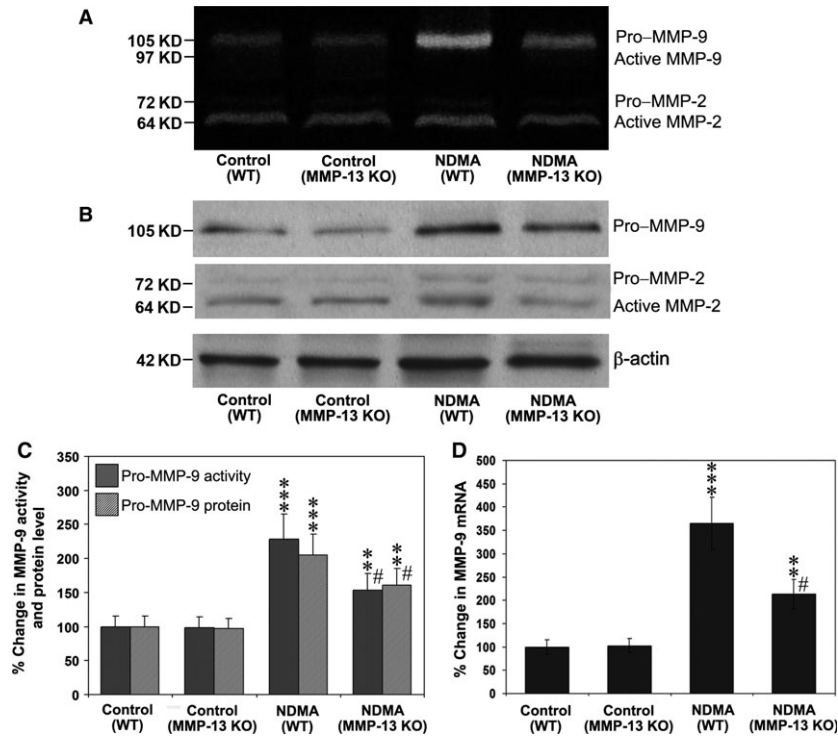 A
105 KD
97 KD
72 KD
64 KD
Pro–MMP-9
Active MMP-9
Pro–MMP-2
Active MMP-2
Control
(WT)
Control
(MMP-13 KO)
NDMA
(WT)
NDMA
(MMP-13 KO)
B
105 KD
Pro–MMP-9
72 KD
64 KD
Pro–MMP-2
Active MMP-2
42 KD
β-actin
Control
(WT)
Control
(MMP-13 KO)
NDMA
(WT)
NDMA
(MMP-13 KO)
C
% Change in MMP-9 activity
and protein level
350
300
250
200
150
100
50
0
Pro-MMP-9 activity
Pro-MMP-9 protein
***
***
**#
**#
Control
(WT)
Control
(MMP-13 KO)
NDMA
(WT)
NDMA
(MMP-13 KO)
D
% Change in MMP-9 mRNA
500
450
400
350
300
250
200
150
100
50
0
***
**#
Control
(WT)
Control
(MMP-13 KO)
NDMA
(WT)
NDMA
(MMP-13 KO)